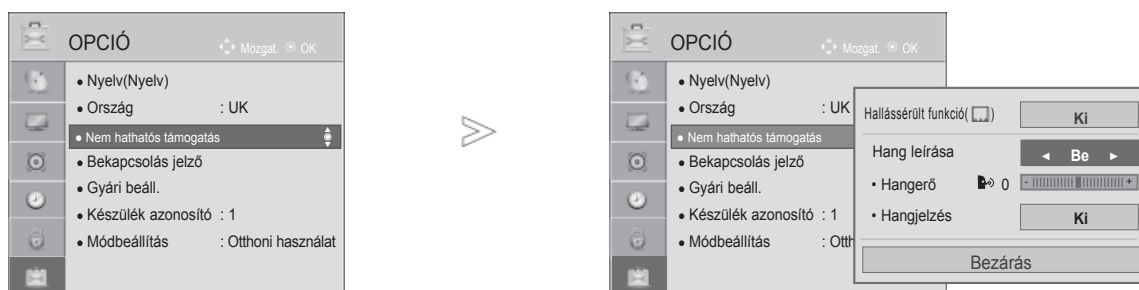 OPCIÓ Mozgat. OK
• Nyelv(Nyelv)
• Ország : UK
• Nem hathatós támogatás
• Bekapcsolás jelző
• Gyári beáll.
• Készülék azonosító : 1
• Módbeállítás : Otthoni használat
OPCIÓ Mozgat. OK
• Nyelv(Nyelv)
• Ország : UK
• Nem hathatós támogatás
• Bekapcsolás jelző
• Gyári beáll.
• Készülék azonosító : 1
• Módbeállítás : Otth
Hallássérült funkció( ) Ki
Hang leírása ◄ Be ►
• Hangerő 0 - +
• Hangjelzés Ki
Bezárás